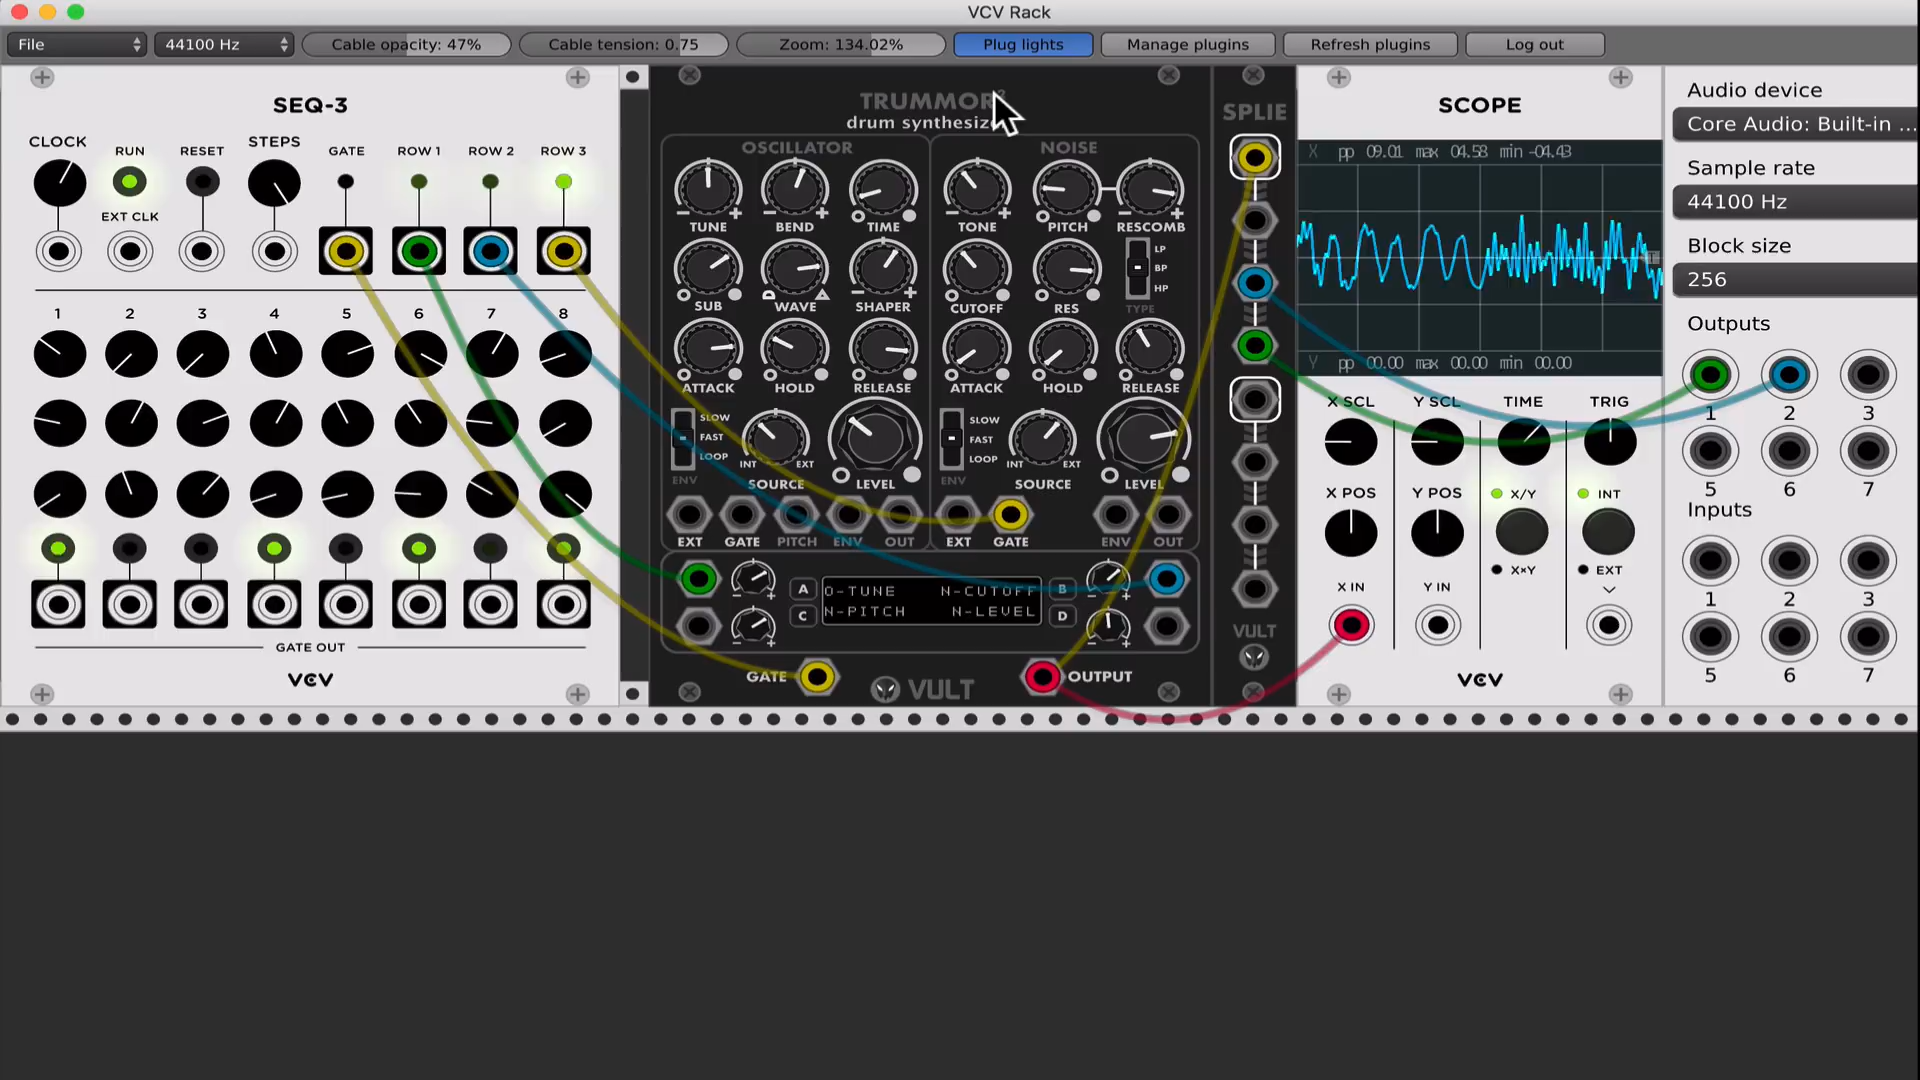 VCV Rack
File
44100 Hz
Cable opacity: 47%
Cable tension: 0.75
Zoom: 134.02%
Plug lights
Manage plugins
Refresh plugins
Log out
SEQ-3
CLOCK
RUN
RESET
STEPS
GATE
ROW 1
ROW 2
ROW 3
EXT CLK
1 2 3 4 5 6 7 8
GATE OUT
VCV
TRUMMOR
drum synthesiz
OSCILLATOR
TUNE BEND TIME
SUB WAVE SHAPER
ATTACK HOLD RELEASE
SLOW
FAST
LOOP
ENV
INT EXT
SOURCE LEVEL
EXT GATE PITCH ENV OUT
NOISE
TONE PITCH RESCOMB
LP
BP
HP
CUTOFF RES TYPE
ATTACK HOLD RELEASE
SLOW
FAST
LOOP
ENV
INT EXT
SOURCE LEVEL
EXT GATE ENV OUT
A O-TUNE N-CUTOFF B
C N-PITCH N-LEVEL D
GATE VULT OUTPUT
SPLIE
VULT
SCOPE
X pp 09.01 max 04.58 min -04.43
T
Y pp 00.00 max 00.00 min 00.00
X SCL Y SCL TIME TRIG
X POS Y POS X/Y INT
X×Y EXT
X IN Y IN
VCV
Audio device
Core Audio: Built-in ...
Sample rate
44100 Hz
Block size
256
Outputs
1 2 3
5 6 7
Inputs
1 2 3
5 6 7